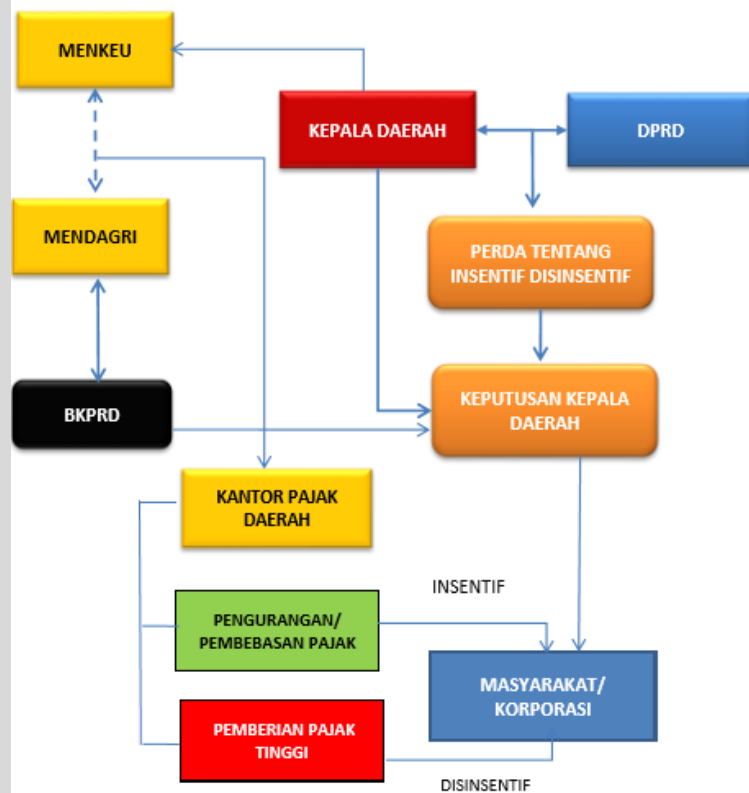 MENKEU
KEPALA DAERAH
DPRD
MENDAGRI
PERDA TENTANG
INSENTIF DISINSENTIF
BKPRD
KEPUTUSAN KEPALA
DAERAH
KANTOR PAJAK
DAERAH
INSENTIF
PENGURANGAN/
PEMBEBASAN PAJAK
MASYARAKAT/
KORPORASI
PEMBERIAN PAJAK
TINGGI
DISINSENTIF